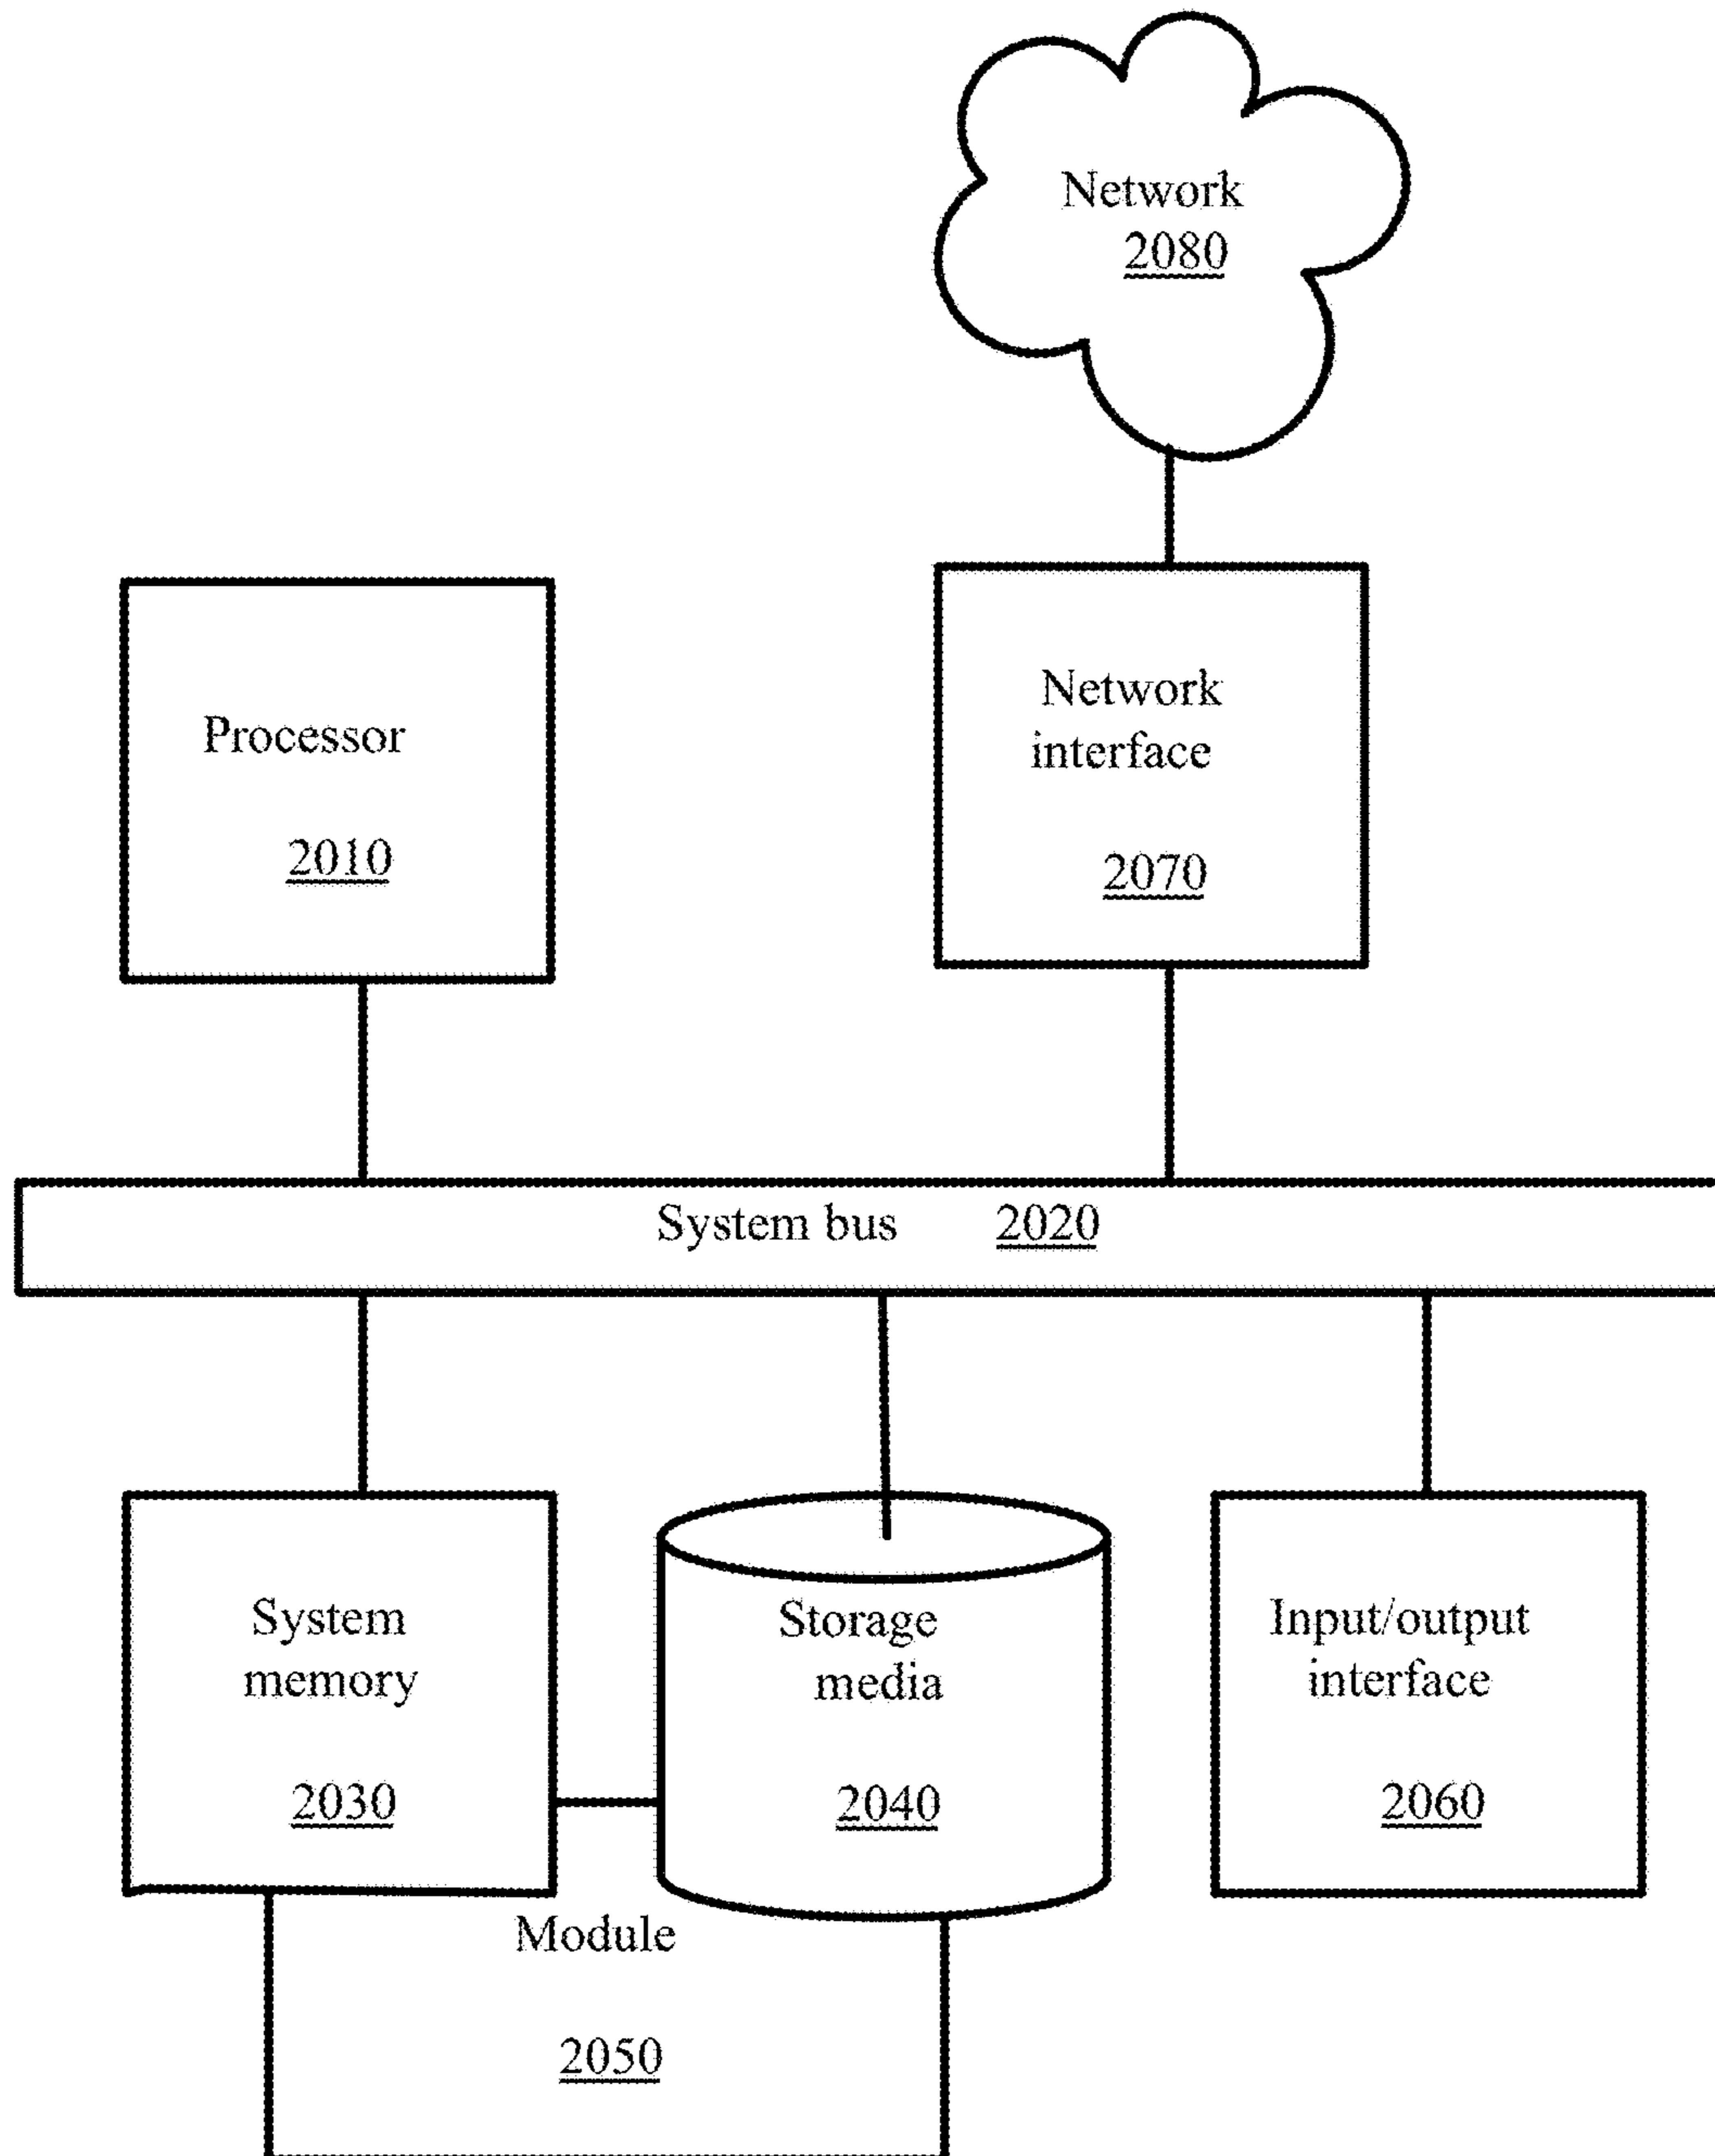 Network
2080
Processor
2010
Network
interface
2070
System bus 2020
System
memory
2030
Storage
media
2040
Input/output
interface
2060
Module
2050